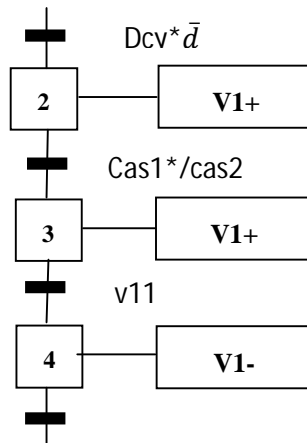 Dcv*d̄
2 V1+
Cas1*/cas2
3 V1+
v11
4 V1-